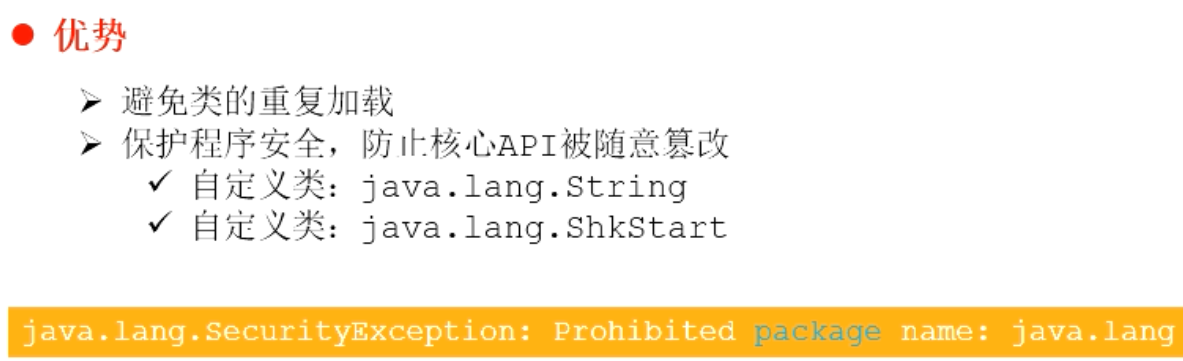 ● 优势
➢ 避免类的重复加载
➢ 保护程序安全，防止核心API被随意篡改
✓ 自定义类：java.lang.String
✓ 自定义类：java.lang.ShkStart
java.lang.SecurityException: Prohibited package name: java.lang